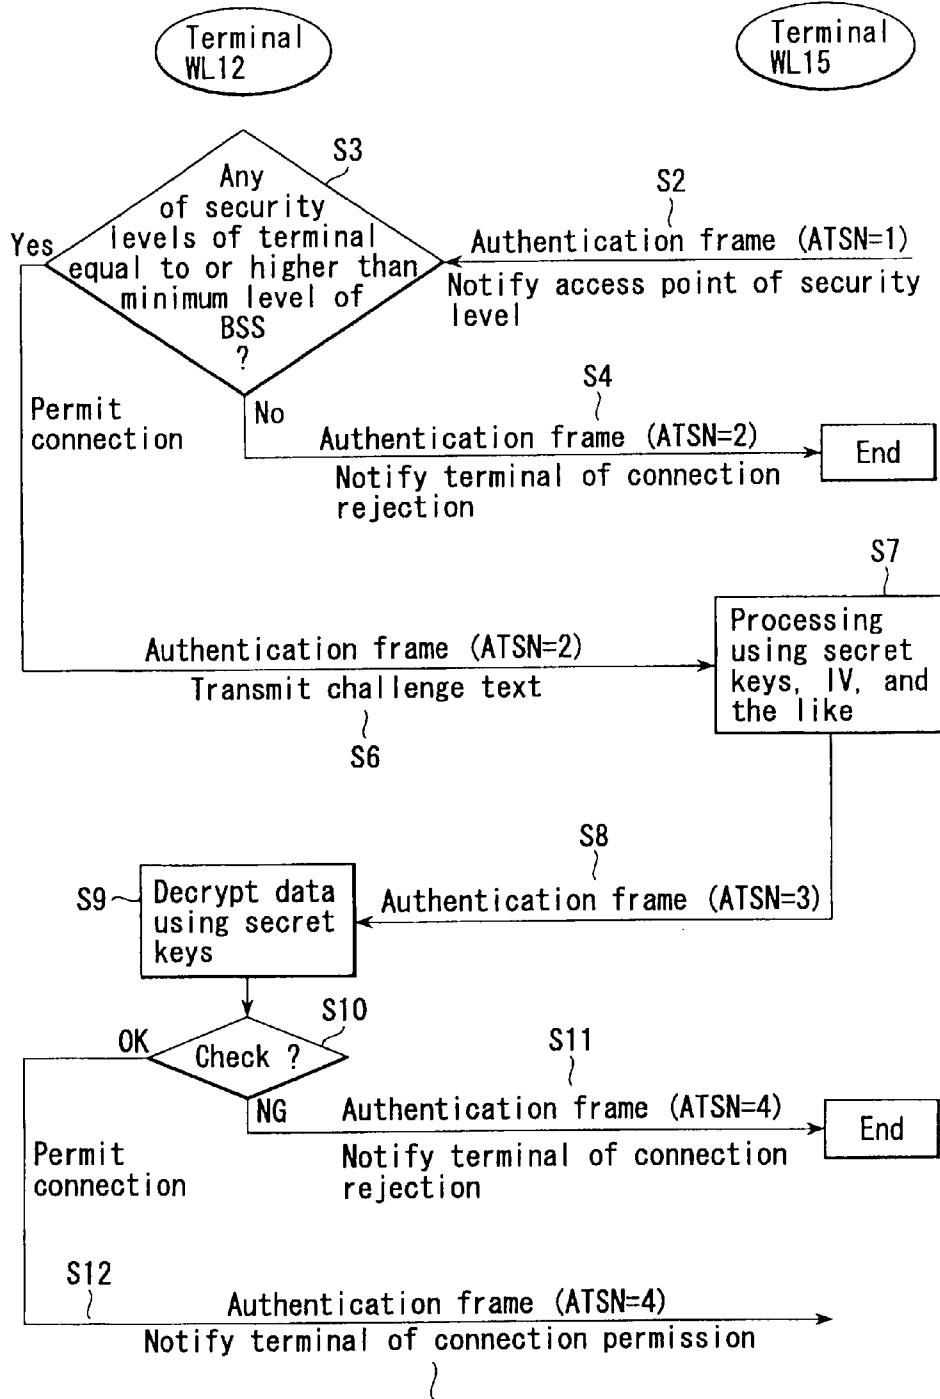 Terminal
WL12
Terminal
WL15
S3
Any
of security
levels of terminal
equal to or higher than
minimum level of
BSS
?
Yes
S2
Authentication frame (ATSN=1)
Notify access point of security
level
Permit
connection
No
S4
Authentication frame (ATSN=2)
Notify terminal of connection
rejection
End
S7
Processing
using secret
keys, IV, and
the like
Authentication frame (ATSN=2)
Transmit challenge text
S6
S8
Authentication frame (ATSN=3)
S9
Decrypt data
using secret
keys
S10
OK
Check ?
NG
S11
Authentication frame (ATSN=4)
Notify terminal of connection
rejection
End
Permit
connection
S12
Authentication frame (ATSN=4)
Notify terminal of connection permission